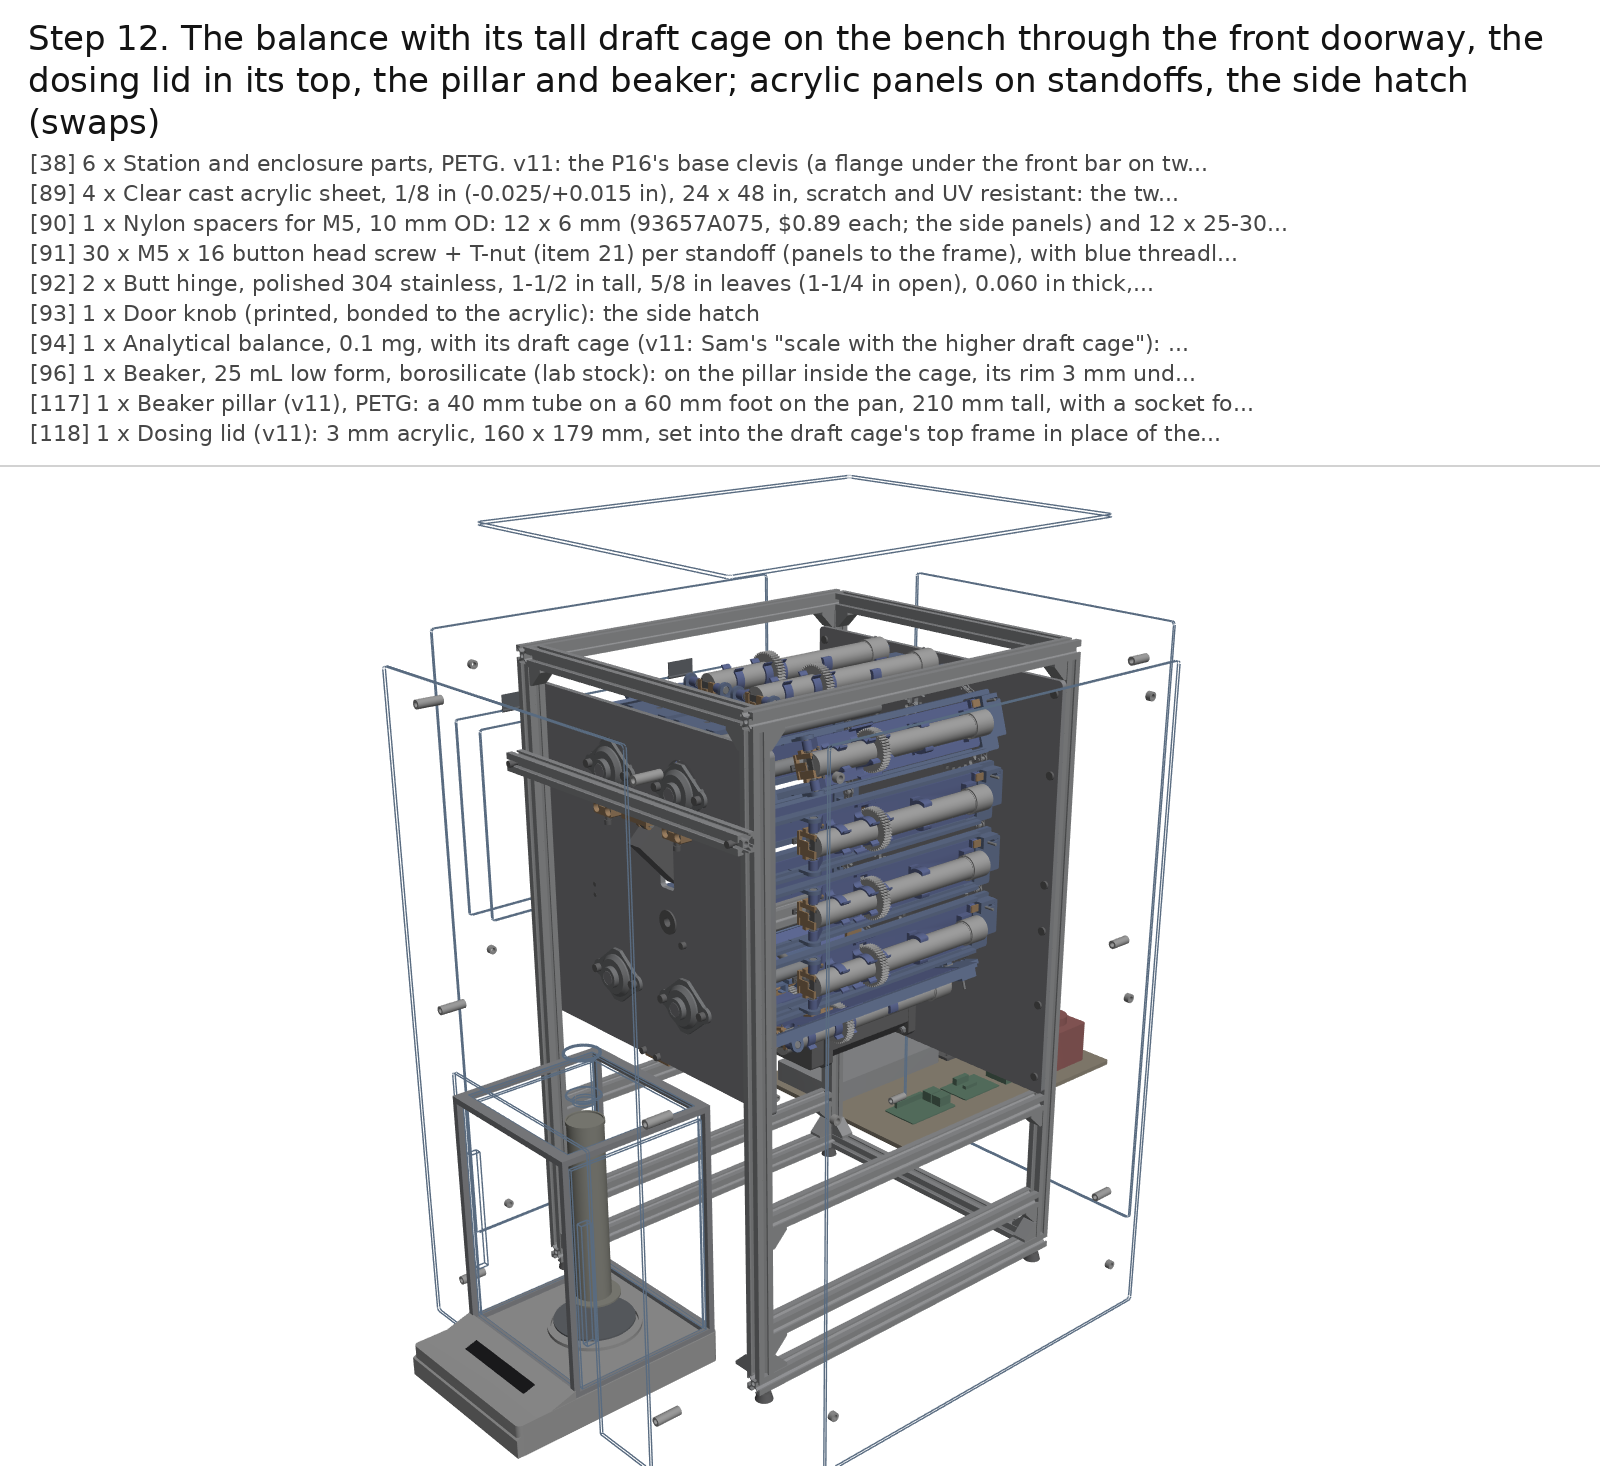 Step 12. The balance with its tall draft cage on the bench through the front doorway, the
dosing lid in its top, the pillar and beaker; acrylic panels on standoffs, the side hatch
(swaps)
[38] 6 x Station and enclosure parts, PETG. v11: the P16's base clevis (a flange under the front bar on tw...
[89] 4 x Clear cast acrylic sheet, 1/8 in (-0.025/+0.015 in), 24 x 48 in, scratch and UV resistant: the tw...
[90] 1 x Nylon spacers for M5, 10 mm OD: 12 x 6 mm (93657A075, $0.89 each; the side panels) and 12 x 25-30...
[91] 30 x M5 x 16 button head screw + T-nut (item 21) per standoff (panels to the frame), with blue threadl...
[92] 2 x Butt hinge, polished 304 stainless, 1-1/2 in tall, 5/8 in leaves (1-1/4 in open), 0.060 in thick,...
[93] 1 x Door knob (printed, bonded to the acrylic): the side hatch
[94] 1 x Analytical balance, 0.1 mg, with its draft cage (v11: Sam's "scale with the higher draft cage"): ...
[96] 1 x Beaker, 25 mL low form, borosilicate (lab stock): on the pillar inside the cage, its rim 3 mm und...
[117] 1 x Beaker pillar (v11), PETG: a 40 mm tube on a 60 mm foot on the pan, 210 mm tall, with a socket fo...
[118] 1 x Dosing lid (v11): 3 mm acrylic, 160 x 179 mm, set into the draft cage's top frame in place of the...